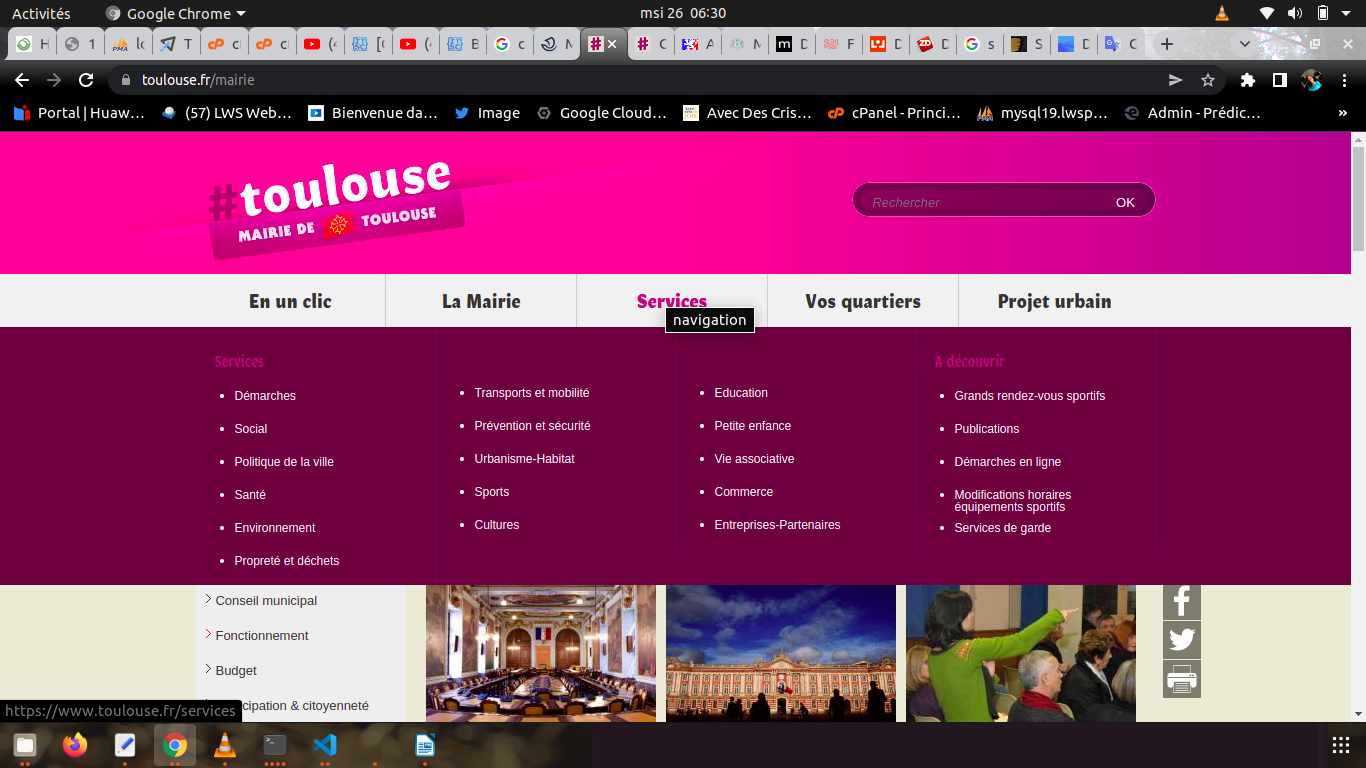 Activités
Google Chrome
msi 26 06:30
toulouse.fr/mairie
Portal | Huaw…
(57) LWS Web…
Bienvenue da…
Image
Google Cloud…
Avec Des Cris…
cPanel - Princi…
mysql19.lwsp…
Admin - Prédic…
»
#toulouse
MAIRIE DE TOULOUSE
Rechercher
OK
En un clic
La Mairie
Services
Vos quartiers
Projet urbain
navigation
Services
Démarches
Social
Politique de la ville
Santé
Environnement
Propreté et déchets
Transports et mobilité
Prévention et sécurité
Urbanisme-Habitat
Sports
Cultures
Education
Petite enfance
Vie associative
Commerce
Entreprises-Partenaires
A découvrir
Grands rendez-vous sportifs
Publications
Démarches en ligne
Modifications horaires
équipements sportifs
Services de garde
Conseil municipal
Fonctionnement
Budget
cipation & citoyenneté
https://www.toulouse.fr/services